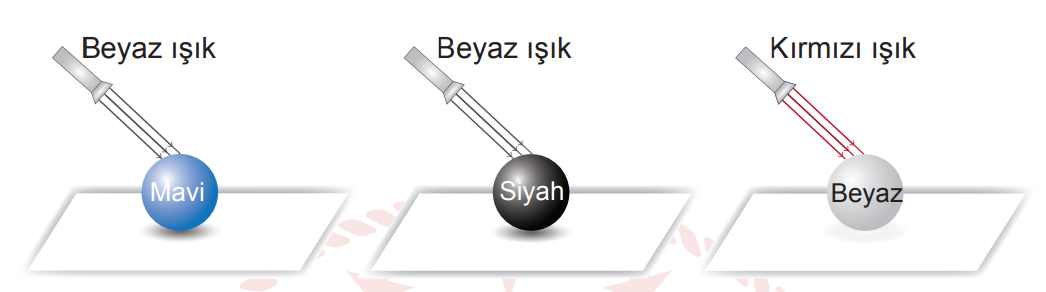 Beyaz ışık
Beyaz ışık
Kırmızı ışık
Mavi
Siyah
Beyaz